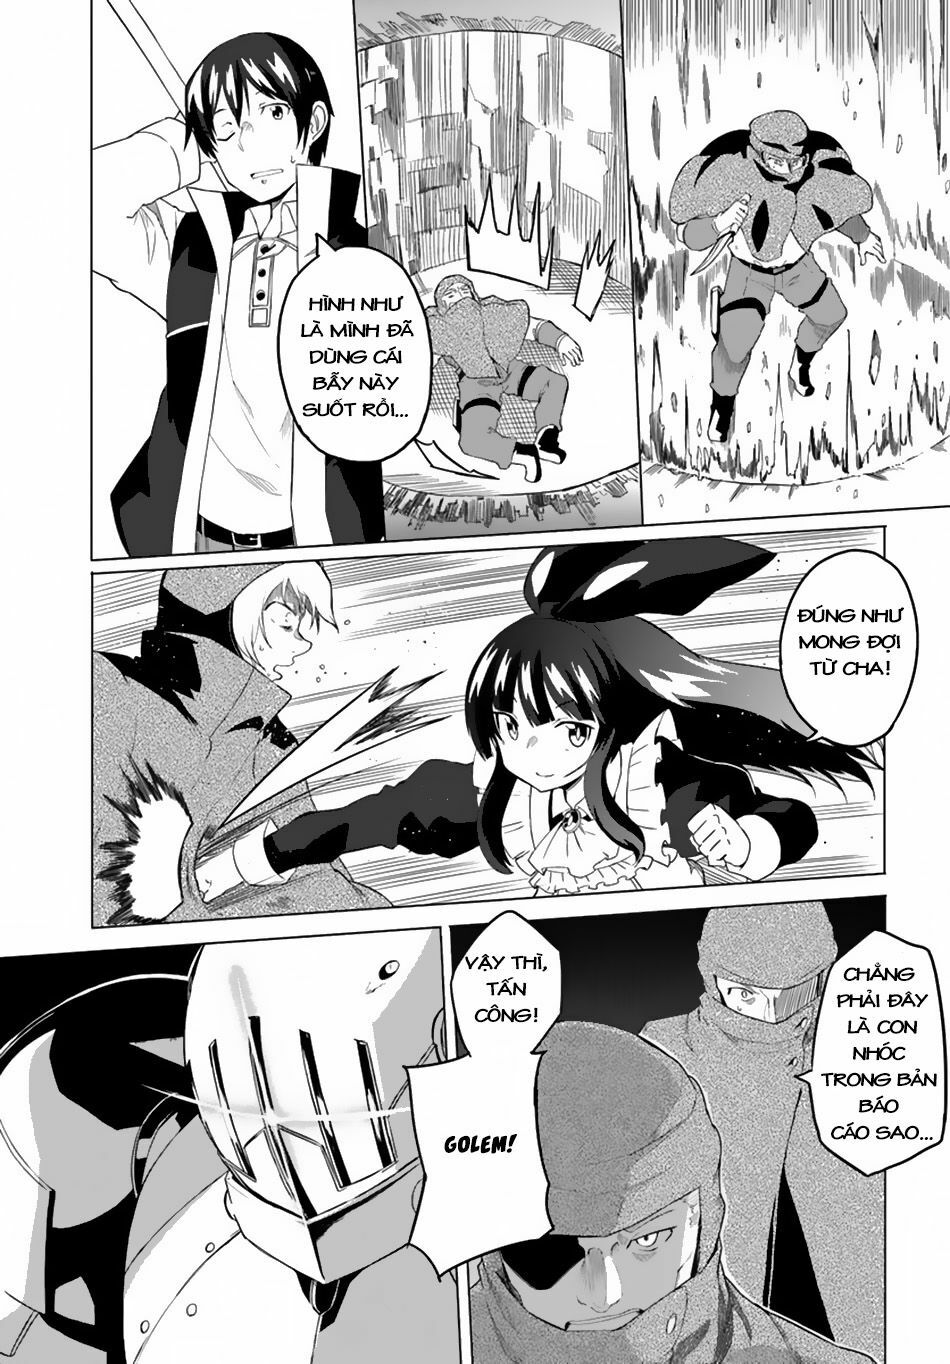 HÌNH NHƯ
LÀ MÌNH ĐÃ
DÙNG CÁI
BẪY NÀY
SUỐT RỒI...
ĐÚNG NHƯ
MONG ĐỢI
TỪ CHA!
CHẲNG
PHẢI ĐÂY
LÀ CON
NHÓC
TRONG BẢN
BÁO
CÁO SAO...
VẬY THÌ,
TẤN
CÔNG!
GOLEM!